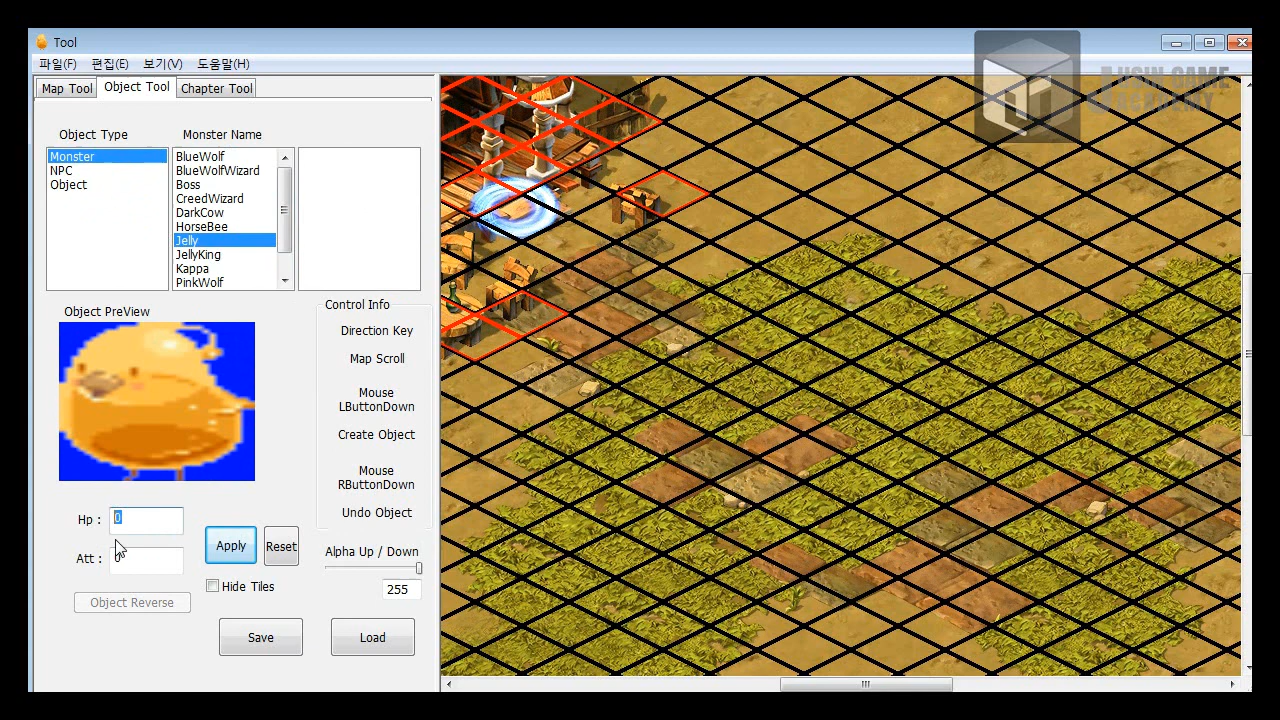 Tool
파일(F) 편집(E) 보기(V) 도움말(H)
Map Tool Object Tool Chapter Tool
Object Type Monster Name
Monster
NPC
Object
BlueWolf
BlueWolfWizard
Boss
CreedWizard
DarkCow
HorseBee
Jelly
JellyKing
Kappa
PinkWolf
Object PreView
Control Info
Direction Key
Map Scroll
Mouse
LButtonDown
Create Object
Mouse
RButtonDown
Undo Object
Hp : 0
Att : 0
Apply Reset
Alpha Up / Down
Hide Tiles
255
Object Reverse
Save Load
JUSIN GAME
ACADEMY